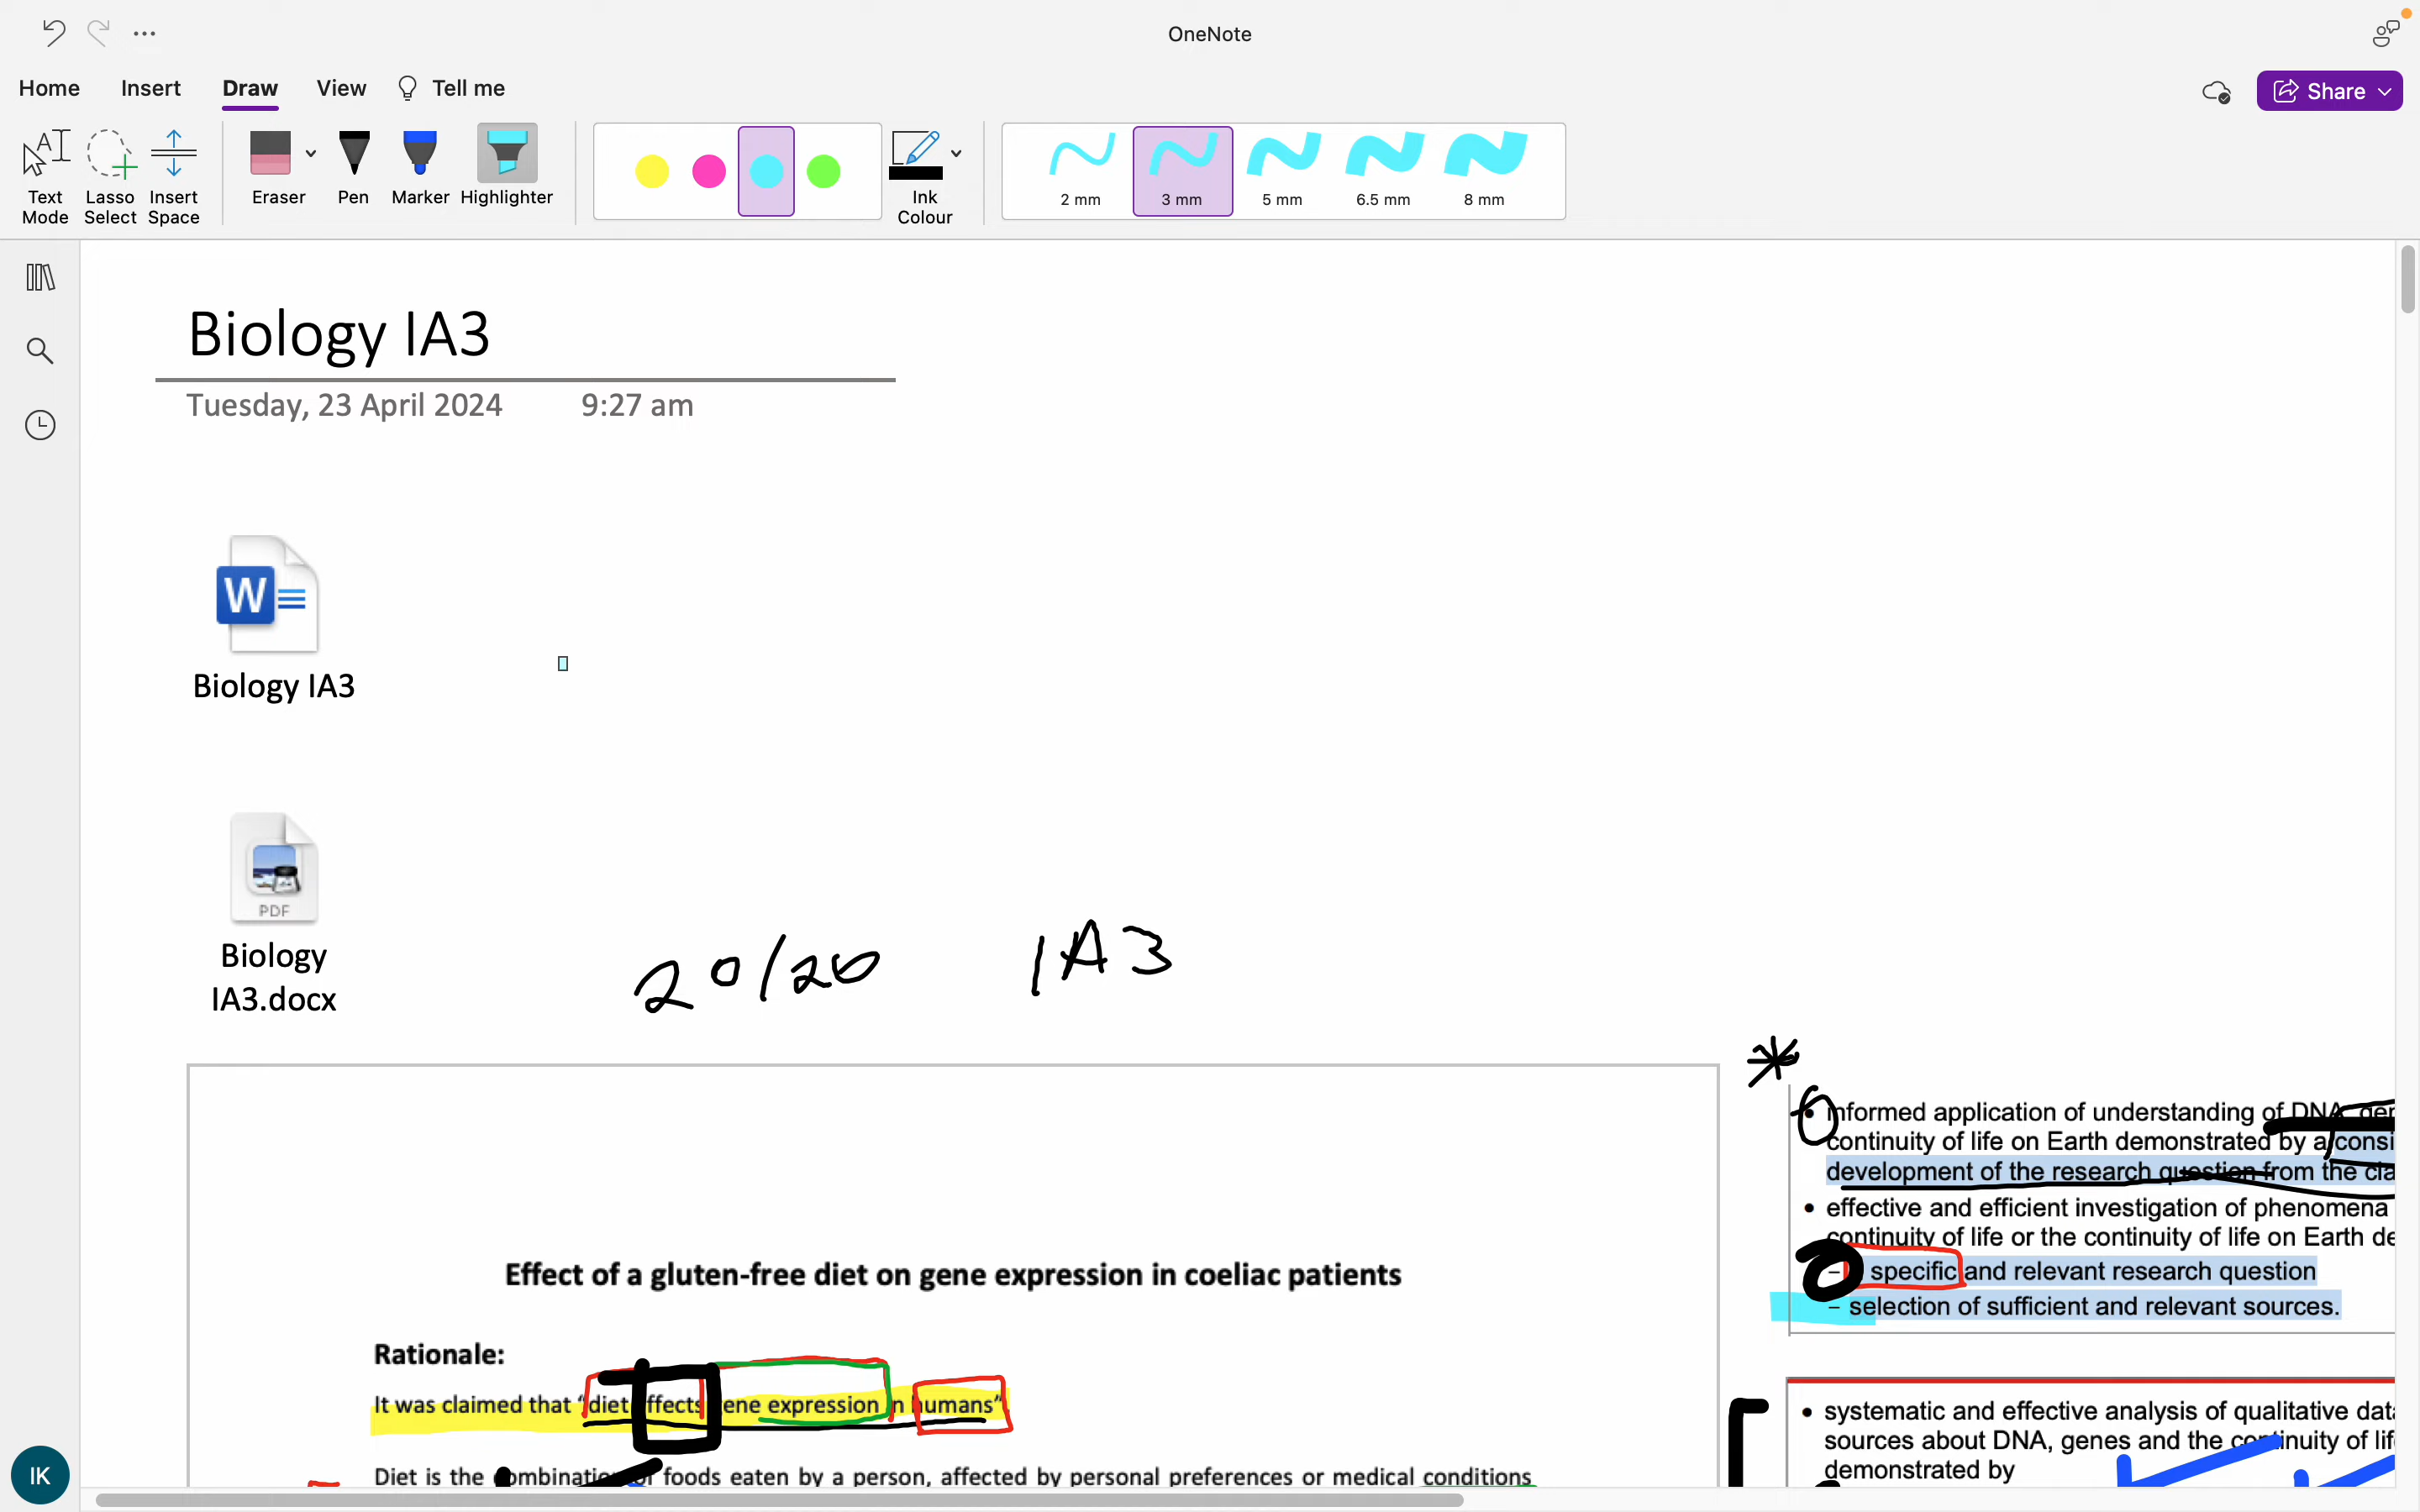 OneNote
Home Insert Draw View Tell me
Share
Text Mode
Lasso Select
Insert Space
Eraser
Pen
Marker
Highlighter
Ink Colour
2 mm
3 mm
5 mm
6.5 mm
8 mm
Biology IA3
Tuesday, 23 April 2024 9:27 am
W
Biology IA3
PDF
Biology
IA3.docx
20/20 IA3
Effect of a gluten-free diet on gene expression in coeliac patients
Rationale:
It was claimed that "diet effects gene expression in humans"
Diet is the combination of foods eaten by a person, affected by personal preferences or medical conditions
informed application of understanding of DNA,
continuity of life on Earth demonstrated by a consi
development of the research question from the cla
• effective and efficient investigation of phenomena
continuity of life or the continuity of life on Earth de
specific and relevant research question
– selection of sufficient and relevant sources.
• systematic and effective analysis of qualitative dat
sources about DNA, genes and the continuity of lif
demonstrated by
IK